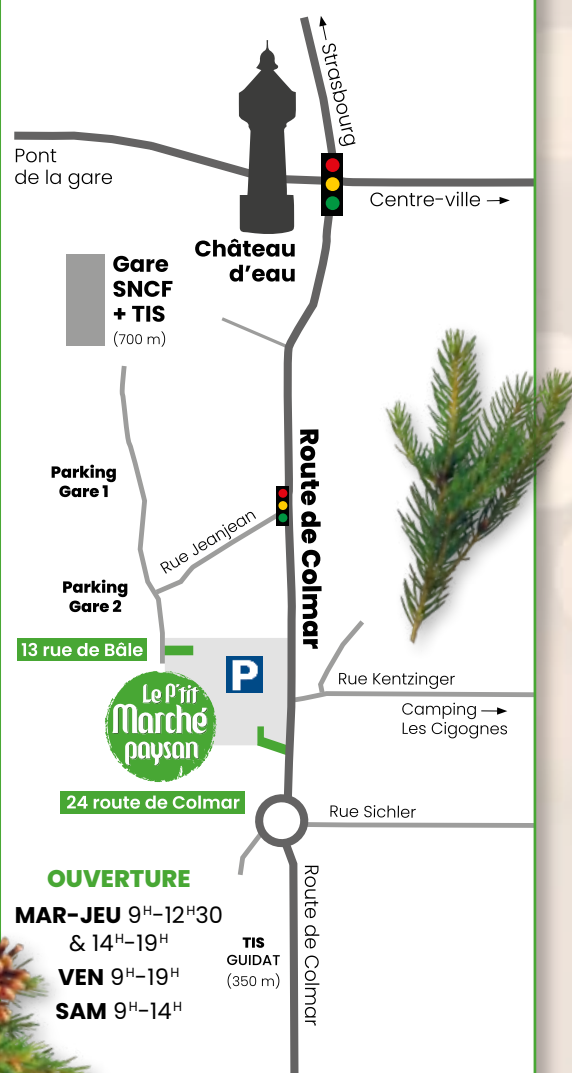 Strasbourg
Pont
de la gare
Centre-ville
Château
d'eau
Gare
SNCF
+ TIS
(700 m)
Route de Colmar
Parking
Gare 1
Rue Jeanjean
Parking
Gare 2
13 rue de Bâle
P
Le P'tit
Marché
paysan
Rue Kentzinger
Camping
Les Cigognes
24 route de Colmar
Rue Sichler
OUVERTURE
MAR-JEU 9H-12H30
& 14H-19H
VEN 9H-19H
SAM 9H-14H
TIS
GUIDAT
(350 m)
Route de Colmar